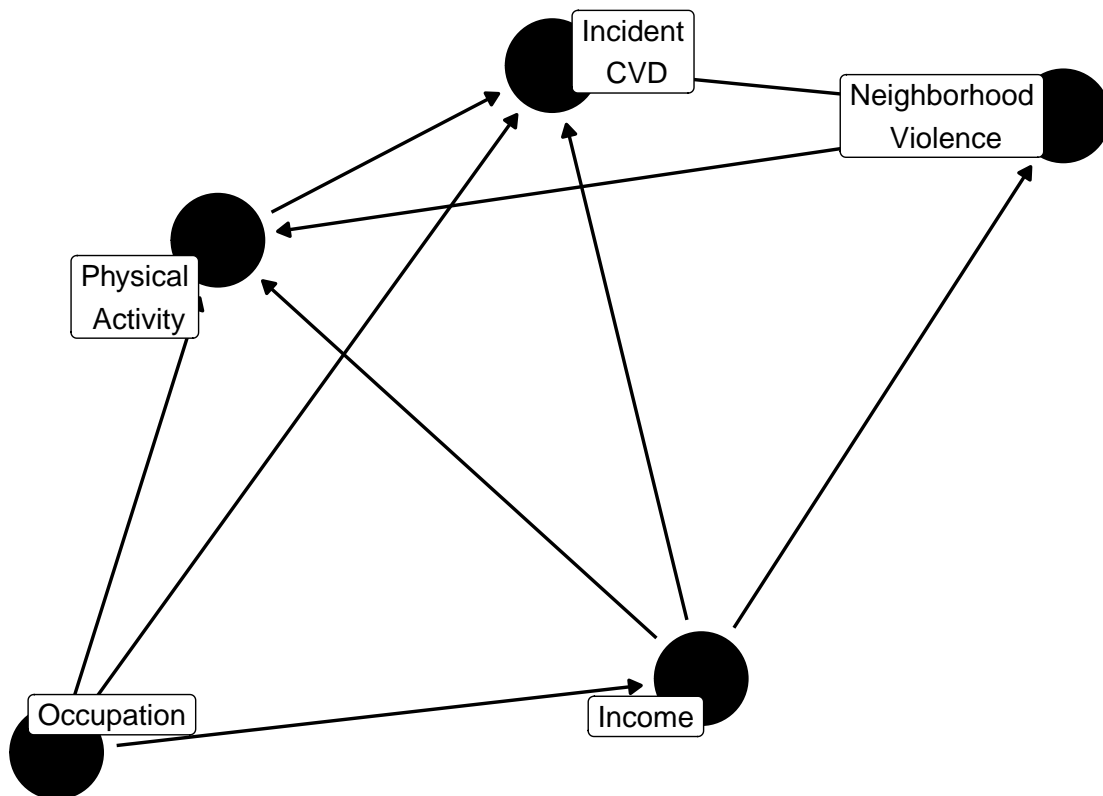 Incident
CVD
Neighborhood
Violence
Physical
Activity
Occupation
Income